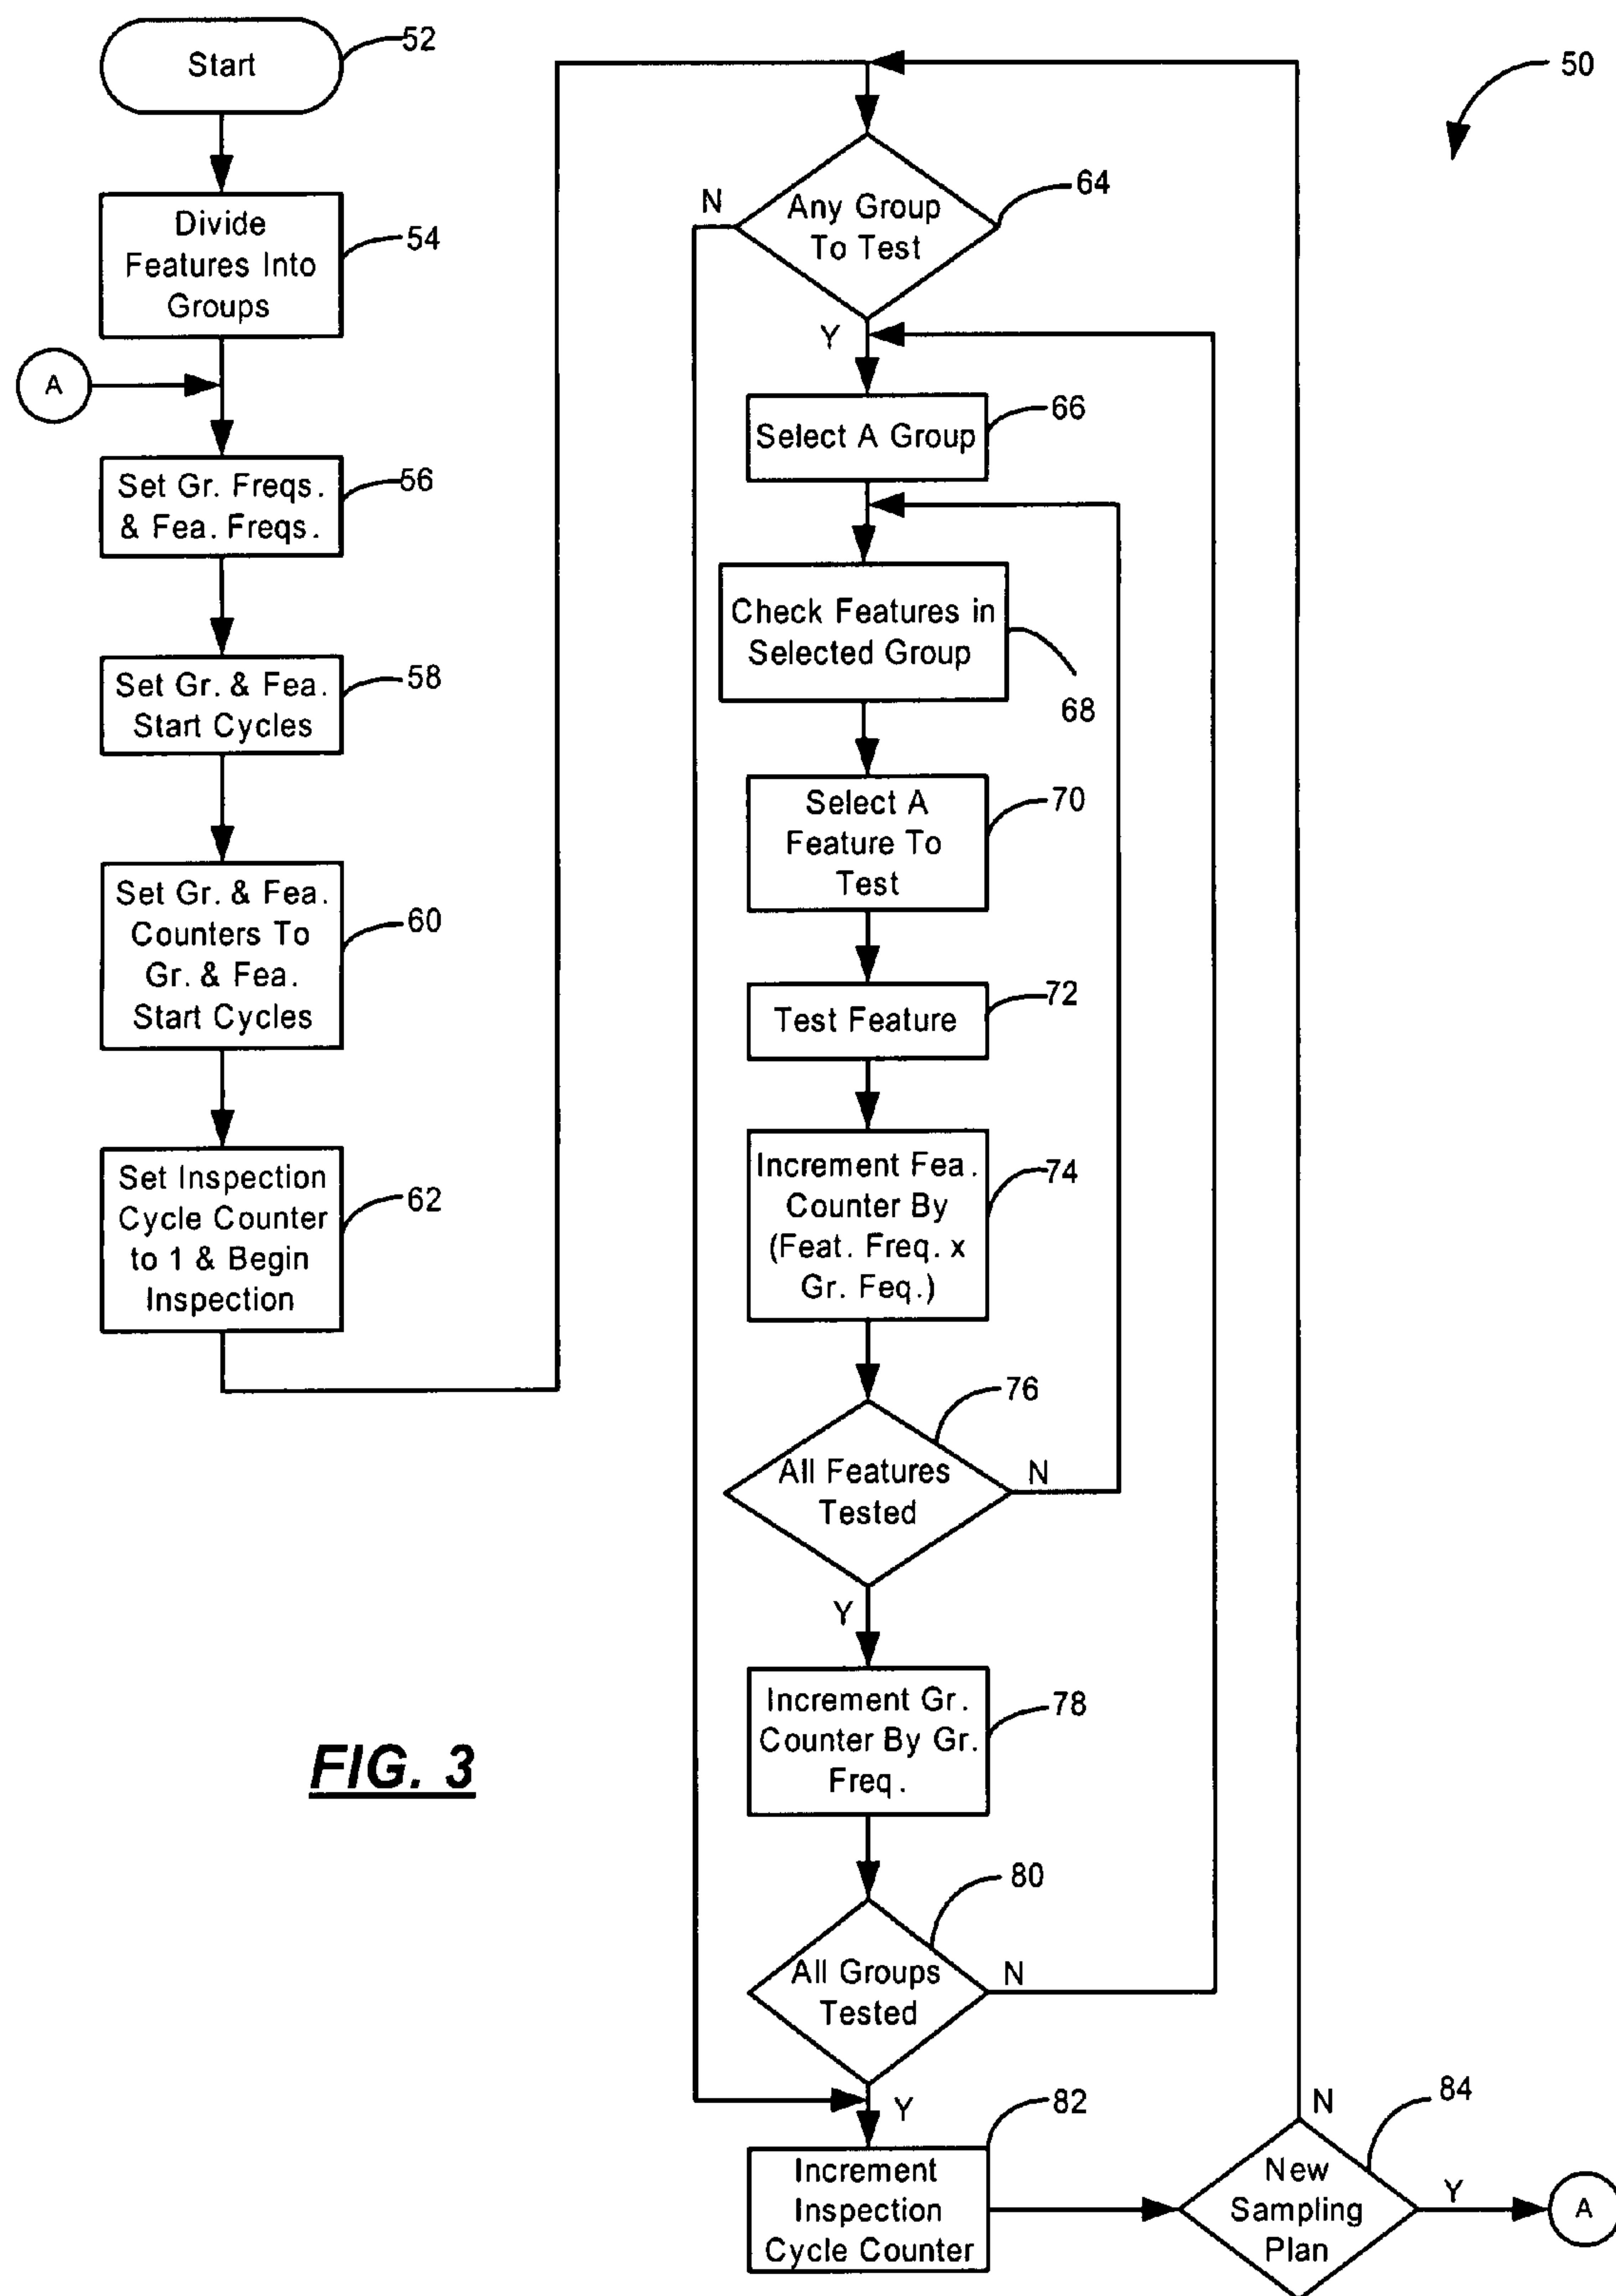 Start
52
Divide
Features Into
Groups
54
A
Set Gr. Freqs.
& Fea. Freqs.
56
Set Gr. & Fea.
Start Cycles
58
Set Gr. & Fea.
Counters To
Gr. & Fea.
Start Cycles
60
Set Inspection
Cycle Counter
to 1 & Begin
Inspection
62
50
Any Group
To Test
64
N
Y
Select A Group
66
Check Features in
Selected Group
68
Select A
Feature To
Test
70
Test Feature
72
Increment Fea.
Counter By
(Feat. Freq. x
Gr. Feq.)
74
All Features
Tested
76
N
Y
Increment Gr.
Counter By Gr.
Freq.
78
All Groups
Tested
80
N
Y
Increment
Inspection
Cycle Counter
82
New
Sampling
Plan
84
N
Y
A
FIG. 3